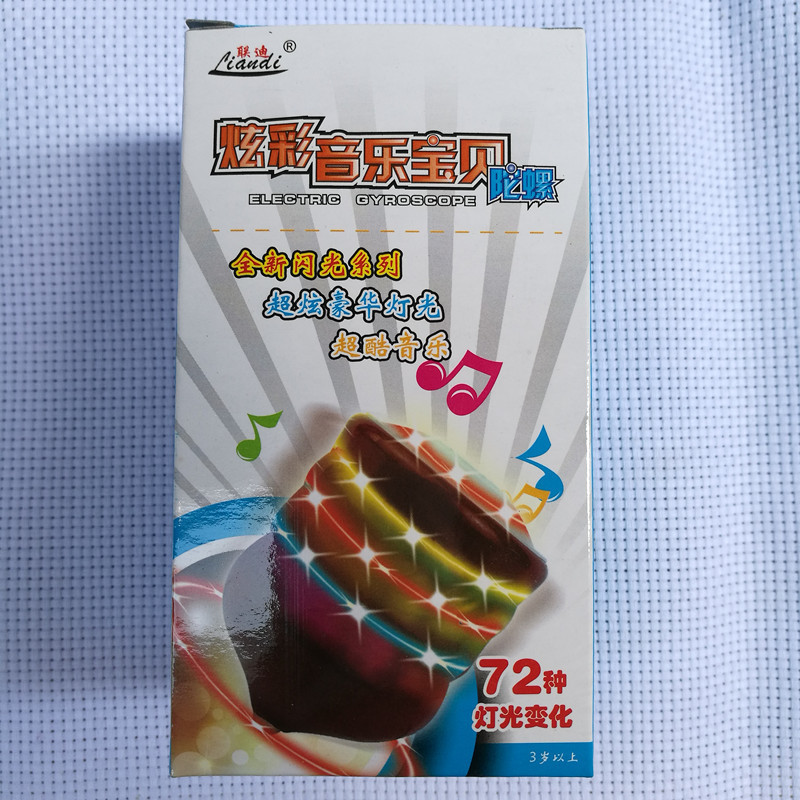 联迪®
Liandi
炫彩音乐宝贝陀螺
ELECTRIC GYROSCOPE
全新闪光系列
超炫豪华灯光
超酷音乐
72种
灯光变化
3岁以上